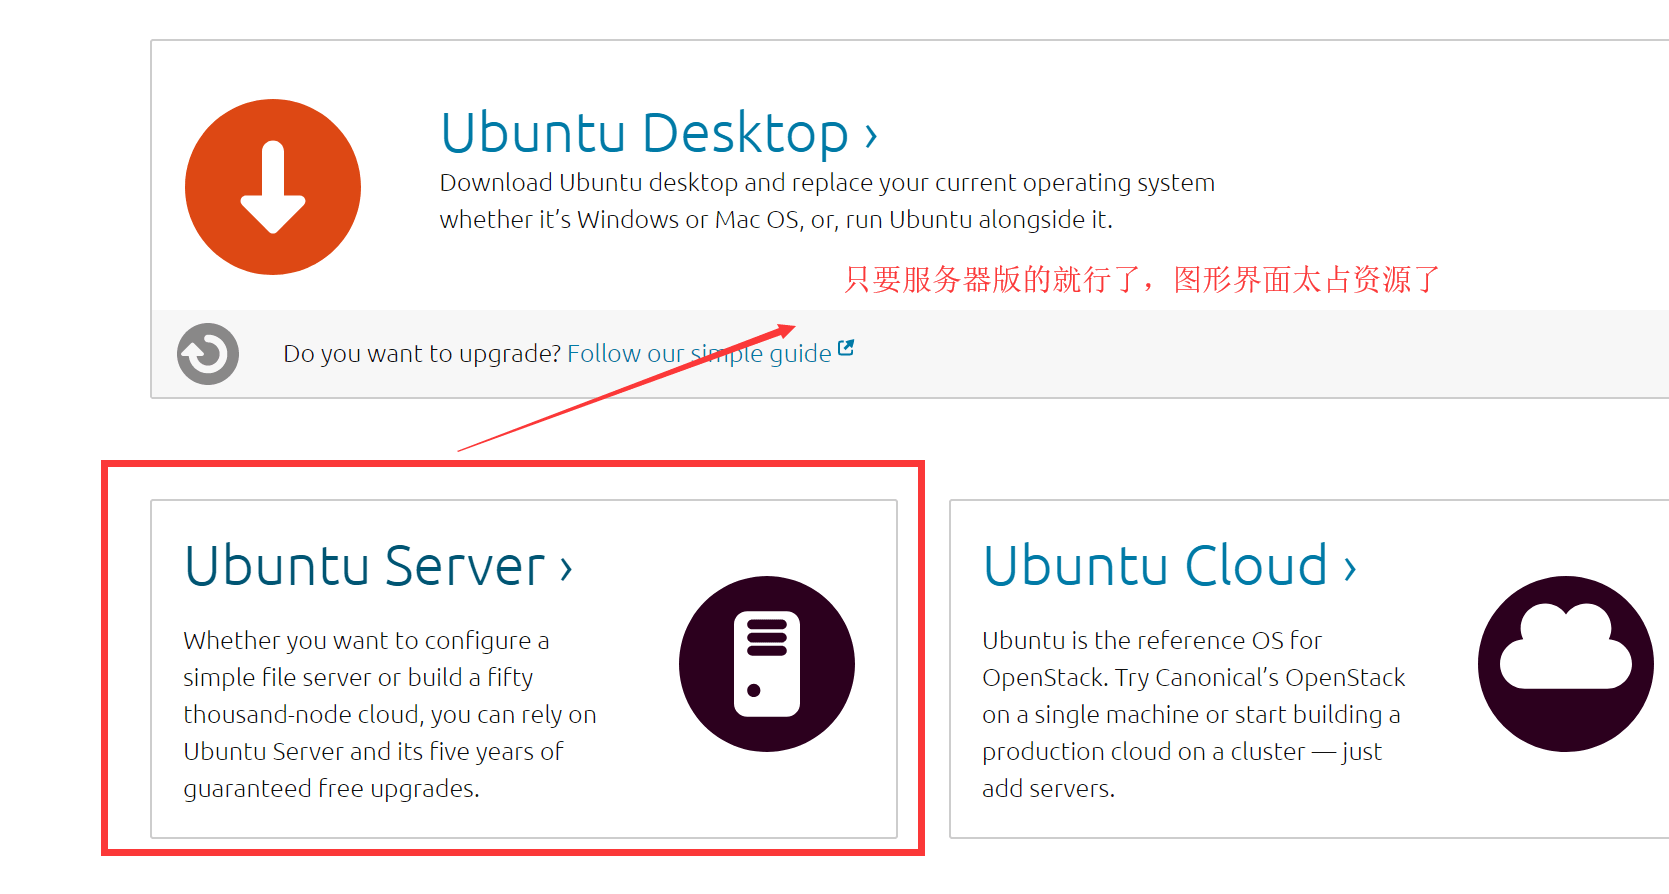 Ubuntu Desktop ›
Download Ubuntu desktop and replace your current operating system
whether it’s Windows or Mac OS, or, run Ubuntu alongside it.
只要服务器版的就行了，图形界面太占资源了
Do you want to upgrade? Follow our simple guide
Ubuntu Server ›
Whether you want to configure a
simple file server or build a fifty
thousand-node cloud, you can rely on
Ubuntu Server and its five years of
guaranteed free upgrades.
Ubuntu Cloud ›
Ubuntu is the reference OS for
OpenStack. Try Canonical’s OpenStack
on a single machine or start building a
production cloud on a cluster — just
add servers.